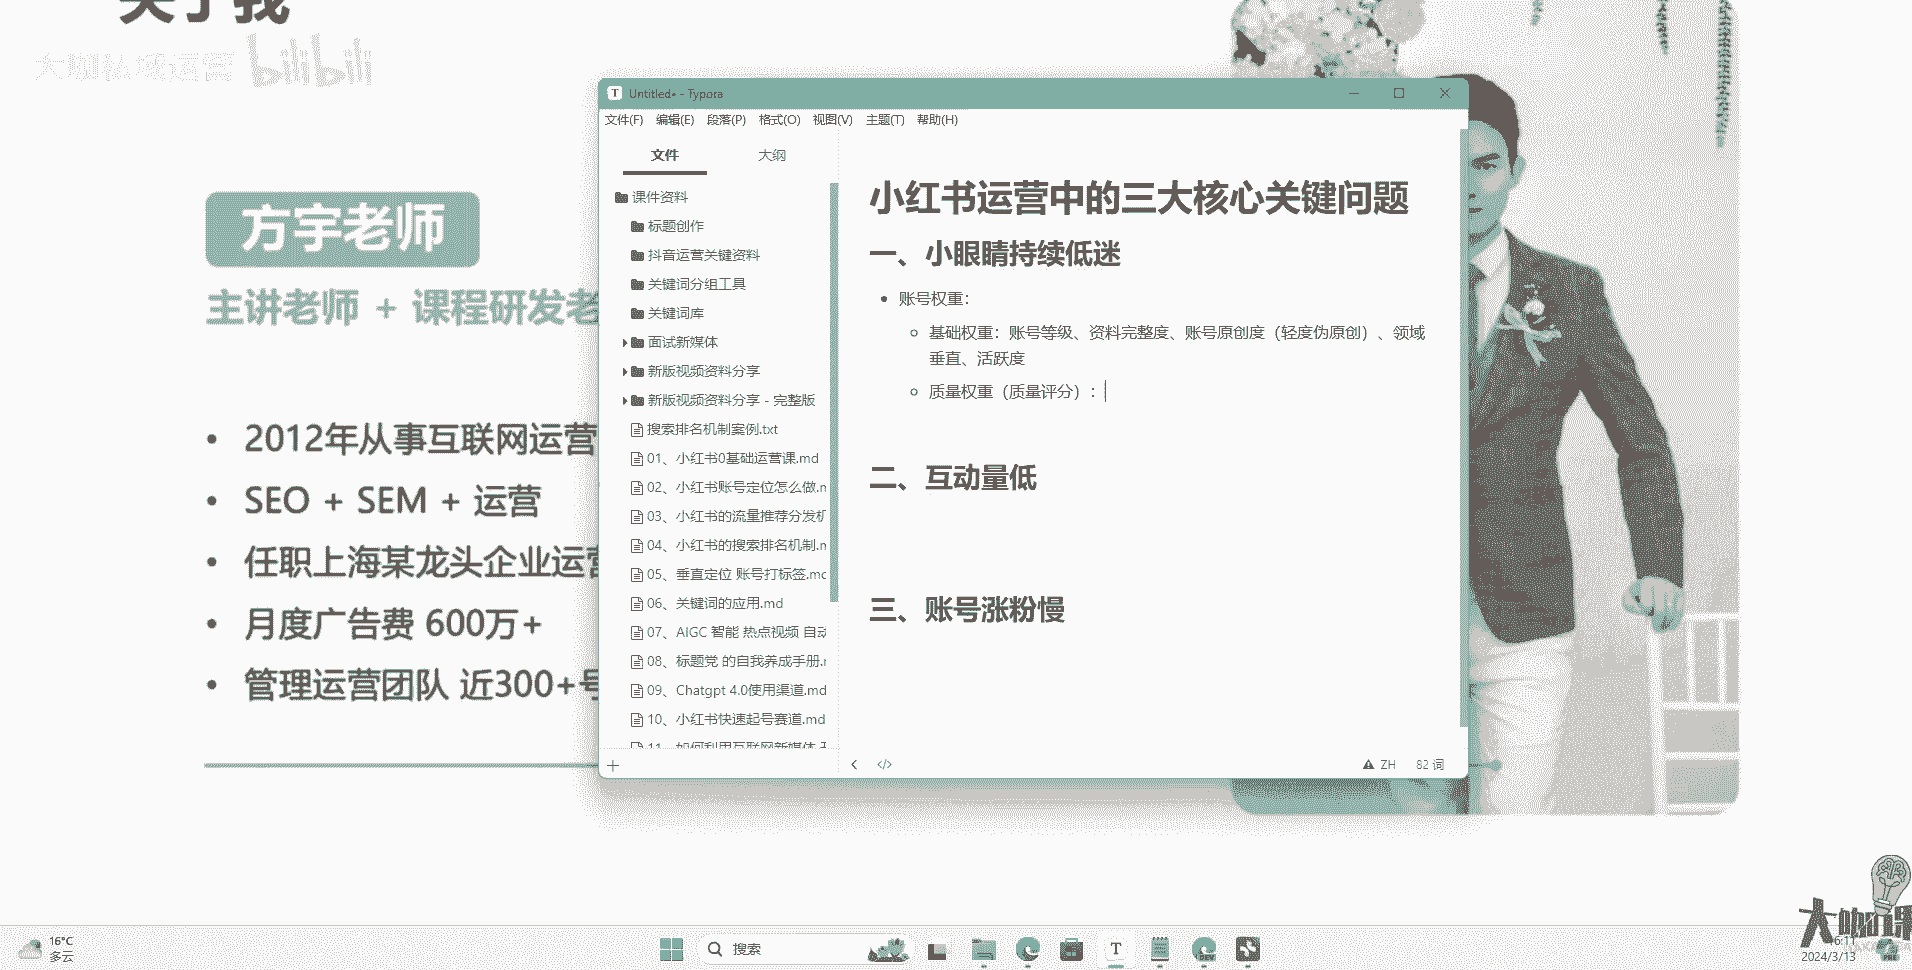 关于我
大咖私域运营 bilibili
方宇老师
主讲老师 + 课程研发老
2012年从事互联网运营
SEO + SEM + 运营
任职上海某龙头企业运营
月度广告费 600万+
管理运营团队 近300+号
Untitled• - Typora
文件(F) 编辑(E) 段落(P) 格式(O) 视图(V) 主题(T) 帮助(H)
文件 大纲
课件资料
标题创作
抖音运营关键资料
关键词分组工具
关键词库
面试新媒体
新版视频资料分享
新版视频资料分享 - 完整版
搜索排名机制案例.txt
01、小红书0基础运营课.md
02、小红书账号定位怎么做.m
03、小红书的流量推荐分发机
04、小红书的搜索排名机制.m
05、垂直定位 账号打标签.mc
06、关键词的应用.md
07、AIGC 智能 热点视频 自动
08、标题党 的自我养成手册.r
09、Chatgpt 4.0使用渠道.md
10、小红书快速起号赛道.md
11、如何利用互联网新媒体
小红书运营中的三大核心关键问题
一、小眼睛持续低迷
账号权重：
基础权重：账号等级、资料完整度、账号原创度（轻度伪原创）、领域
垂直、活跃度
质量权重（质量评分）：
二、互动量低
三、账号涨粉慢
ZH 82 词
16°C
多云
搜索
大咖课
16:11
2024/3/13